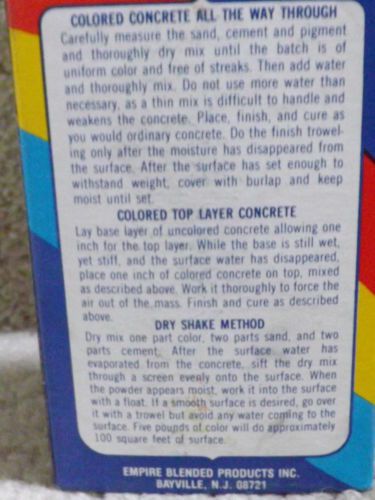 COLORED CONCRETE ALL THE WAY THROUGH
Carefully measure the sand, cement and pigment
and thoroughly dry mix until the batch is of
uniform color and free of streaks. Then add water
and thoroughly mix. Do not use more water than
necessary, as a thin mix is difficult to handle and
weakens the concrete. Place, finish, and cure as
you would ordinary concrete. Do the finish trowel-
ing only after the moisture has disappeared from
the surface. After the surface has set enough to
withstand weight, cover with burlap and keep
moist until set.
COLORED TOP LAYER CONCRETE
Lay base layer of uncolored concrete allowing one
inch for the top layer. While the base is still wet,
yet stiff, and the surface water has disappeared,
place one inch of colored concrete on top, mixed
as described above. Work it thoroughly to force the
air out of the mass. Finish and cure as described
above.
DRY SHAKE METHOD
Dry mix one part color, two parts sand, and two
parts cement. After the surface water has
evaporated from the concrete, sift the dry mix
through a screen evenly onto the surface. When
the powder appears moist, work it into the surface
with a float. If a smooth surface is desired, go over
it with a trowel but avoid any water coming to the
surface. Five pounds of color will do approximately
100 square feet of surface.
EMPIRE BLENDED PRODUCTS INC.
BAYVILLE, N.J. 08721